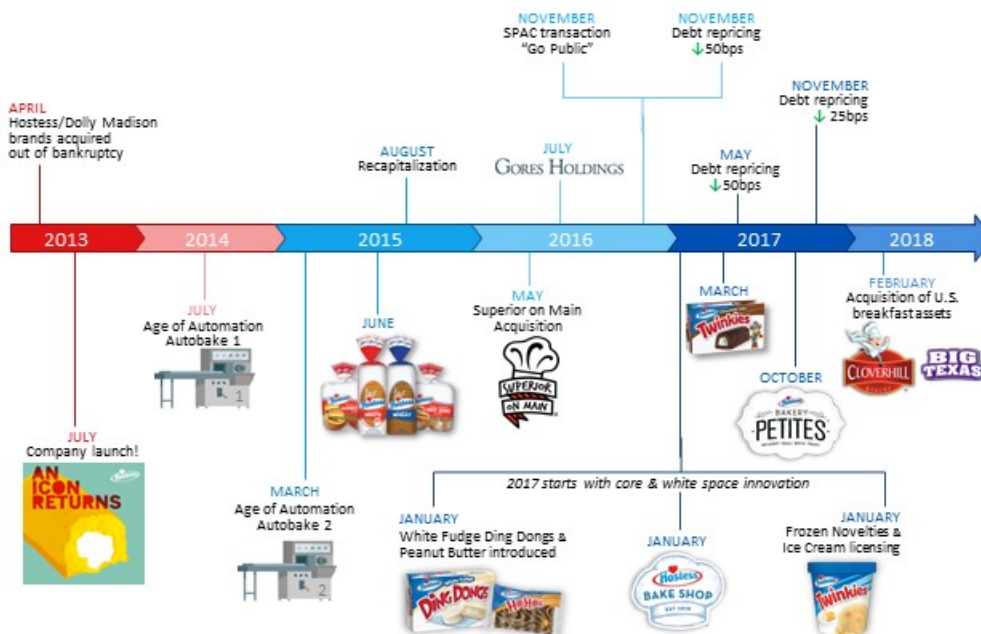 NOVEMBER
SPAC transaction
"Go Public"
NOVEMBER
Debt repricing
↓50bps
NOVEMBER
Debt repricing
↓ 25bps
APRIL
Hostess/Dolly Madison
brands acquired
out of bankruptcy
AUGUST
Recapitalization
JULY
GORES HOLDINGS
MAY
Debt repricing
↓50bps
2013
2014
2015
2016
2017
2018
JULY
Age of Automation
Autobake 1
1
JUNE
WHEAT
MAY
Superior on Main
Acquisition
SUPERIOR
ON MAIN
MARCH
Twinkies
FEBRUARY
Acquisition of U.S.
breakfast assets
CLOVERHILL
BIG
TEXAS
OCTOBER
BAKERY
PETITES
JULY
Company launch!
AN
ICON
RETURNS
MARCH
Age of Automation
Autobake 2
2
2017 starts with core & white space innovation
JANUARY
White Fudge Ding Dongs &
Peanut Butter introduced
DING DONGS
HoHos
JANUARY
Hostess
BAKE SHOP
JANUARY
Frozen Novelties &
Ice Cream licensing
Twinkies